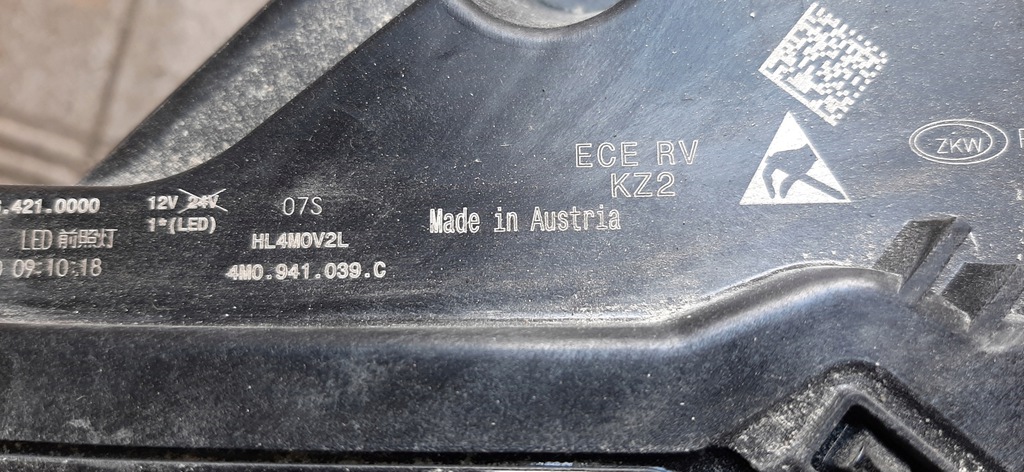 .421.0000
12V 24V
1*(LED)
07S
LED 前照灯
HL4M0V2L
09:10:18
4M0.941.039.C
Made in Austria
ECE RV
KZ2
ZKW